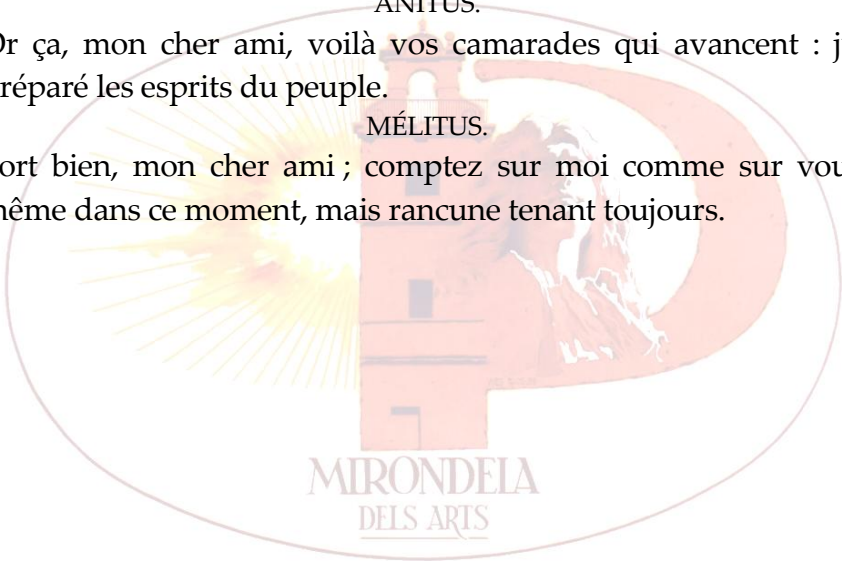 ANITUS.
Or ça, mon cher ami, voilà vos camarades qui avancent :
réparé les esprits du peuple.
MÉLITUS.
ort bien, mon cher ami ; comptez sur moi comme sur vou
même dans ce moment, mais rancune tenant toujours.
MIRONDELA
DELS ARTS